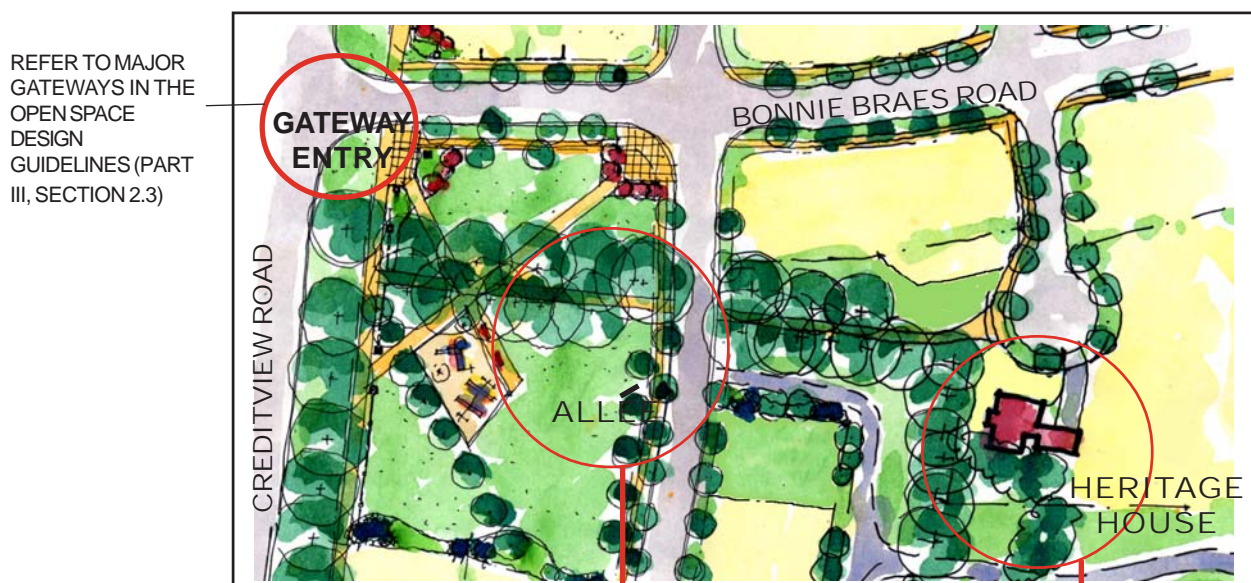 REFER TO MAJOR
GATEWAYS IN THE
OPEN SPACE
DESIGN
GUIDELINES (PART
III, SECTION 2.3)
GATEWAY
ENTRY
BONNIE BRAES ROAD
CREDITVIEW ROAD
ALLÉE
HERITAGE
HOUSE